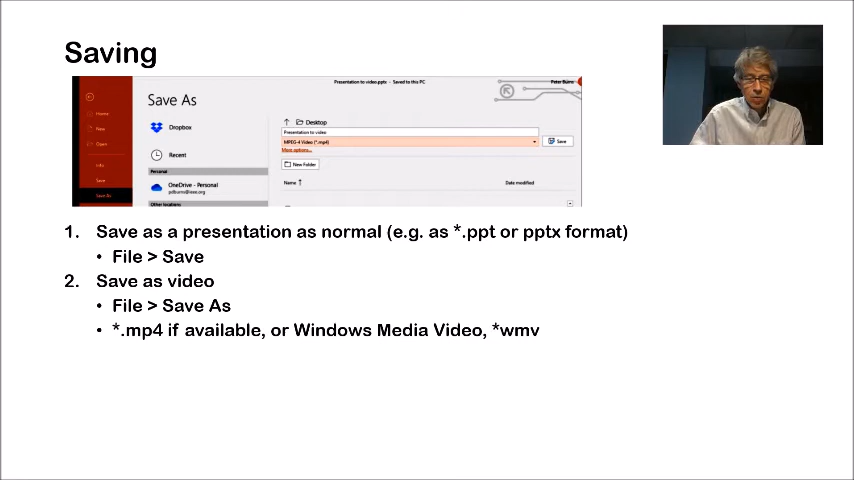 Saving
Presentation to video.pptx - Saved to this PC
Peter Burns
Save As
Home
New
Open
Info
Save
Save As
Dropbox
Recent
Personal
OneDrive - Personal
Other locations
Desktop
Presentation to video
MPEG-4 Video (*.mp4)
Save
More options...
New Folder
Name
Date modified
1. Save as a presentation as normal (e.g. as *.ppt or pptx format)
• File > Save
2. Save as video
• File > Save As
• *.mp4 if available, or Windows Media Video, *wmv